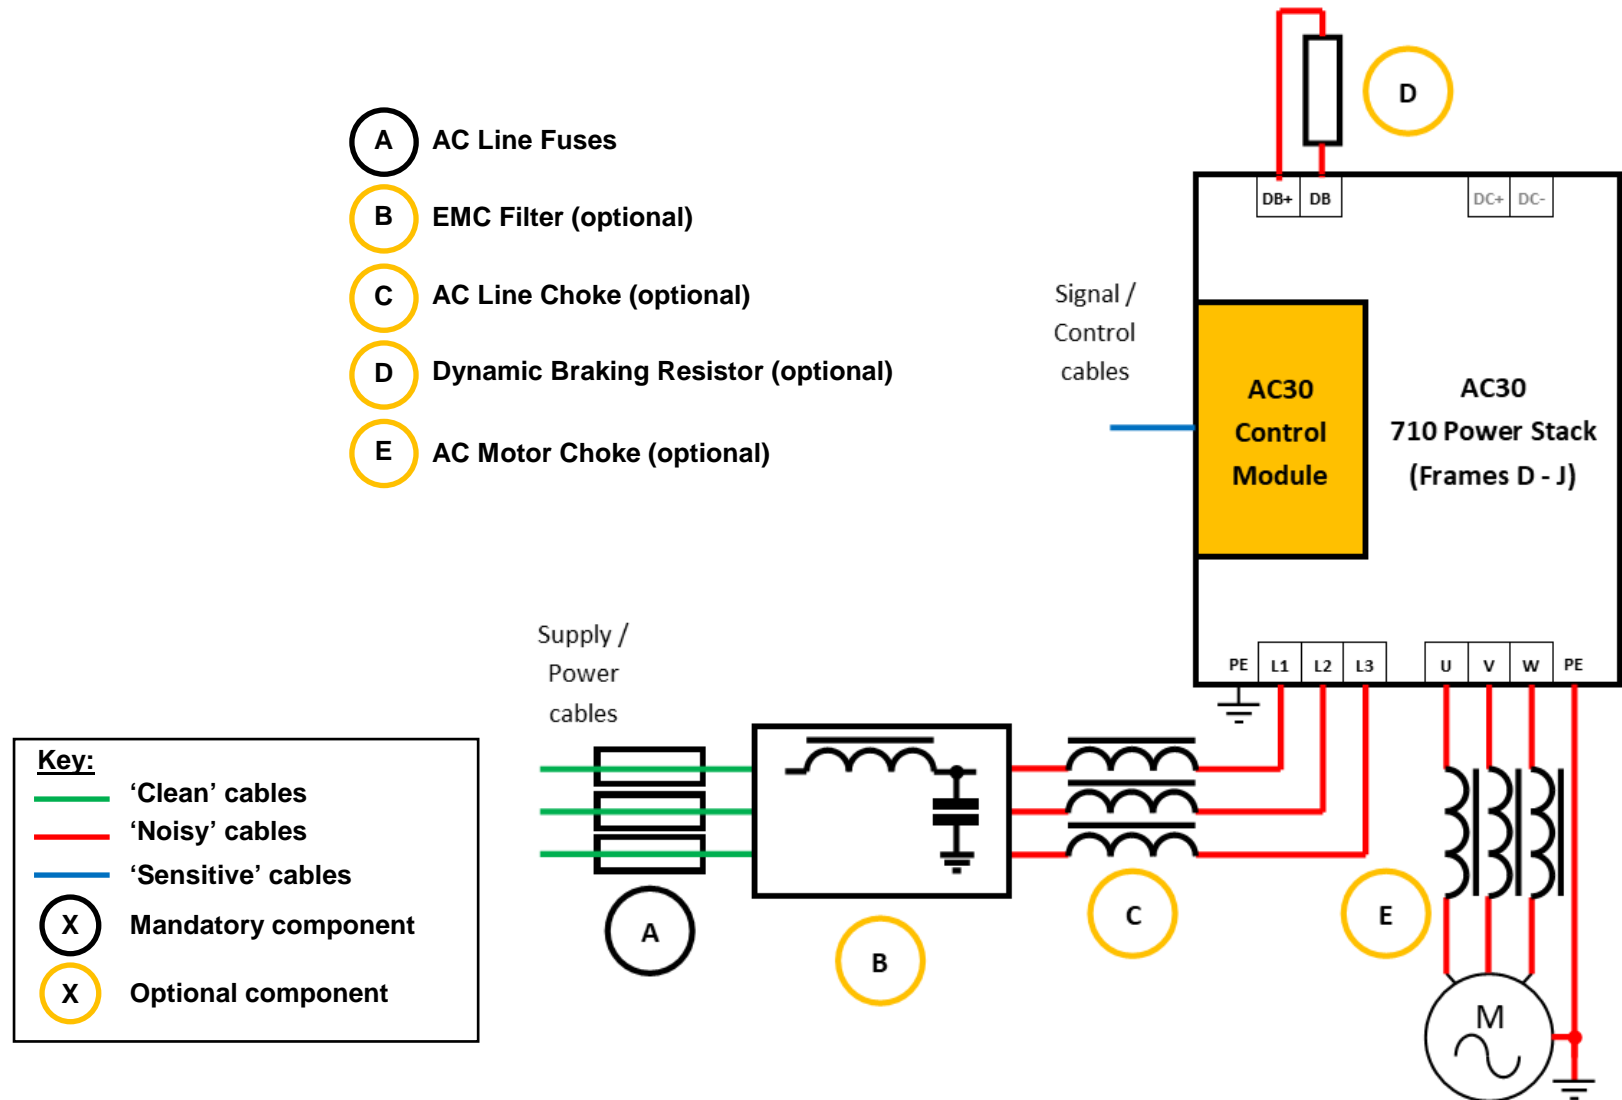 D
A AC Line Fuses
B EMC Filter (optional)
C AC Line Choke (optional)
D Dynamic Braking Resistor (optional)
E AC Motor Choke (optional)
DB+ DB DC+ DC-
Signal /
Control
cables
AC30
Control
Module
AC30
710 Power Stack
(Frames D - J)
PE L1 L2 L3 U V W PE
Supply /
Power
cables
A
B
C
E
M
Key:
‘Clean’ cables
‘Noisy’ cables
‘Sensitive’ cables
X Mandatory component
X Optional component